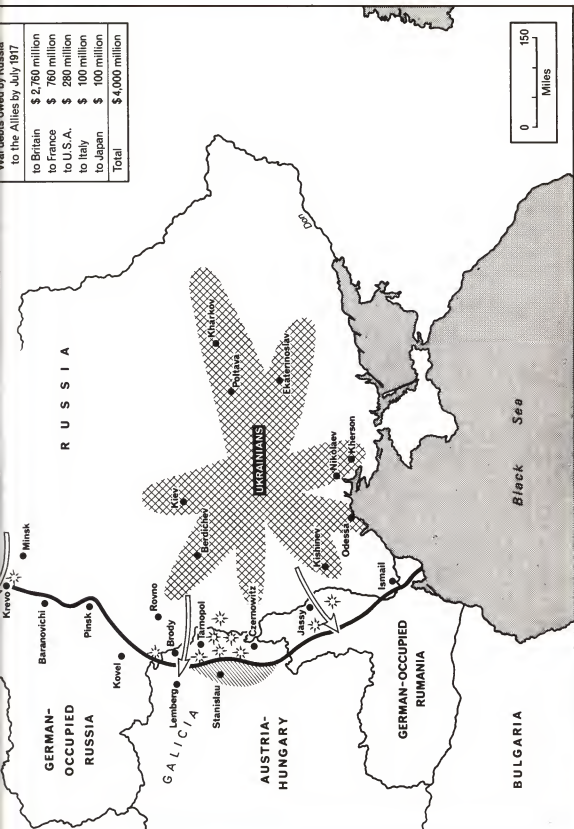 War debts owed by Russia
to the Allies by July 1917
to Britain $ 2,760 million
to France $ 760 million
to U.S.A. $ 280 million
to Italy $ 100 million
to Japan $ 100 million
Total $4,000 million
Krevo
Minsk
Baranovichi
Pinsk
RUSSIA
GERMAN-
OCCUPIED
RUSSIA
Kovel
Rovno
Brody
Lemberg
Tarnopol
GALICIA
Stanislau
Czernowitz
Berdichev
Kiev
Poltava
Kharkov
Ekaterinoslav
UKRAINIANS
Don
AUSTRIA-
HUNGARY
Jassy
Kishinev
Odessa
Nikolaev
Kherson
Ismail
GERMAN-OCCUPIED
RUMANIA
BULGARIA
Black Sea
0 150
Miles